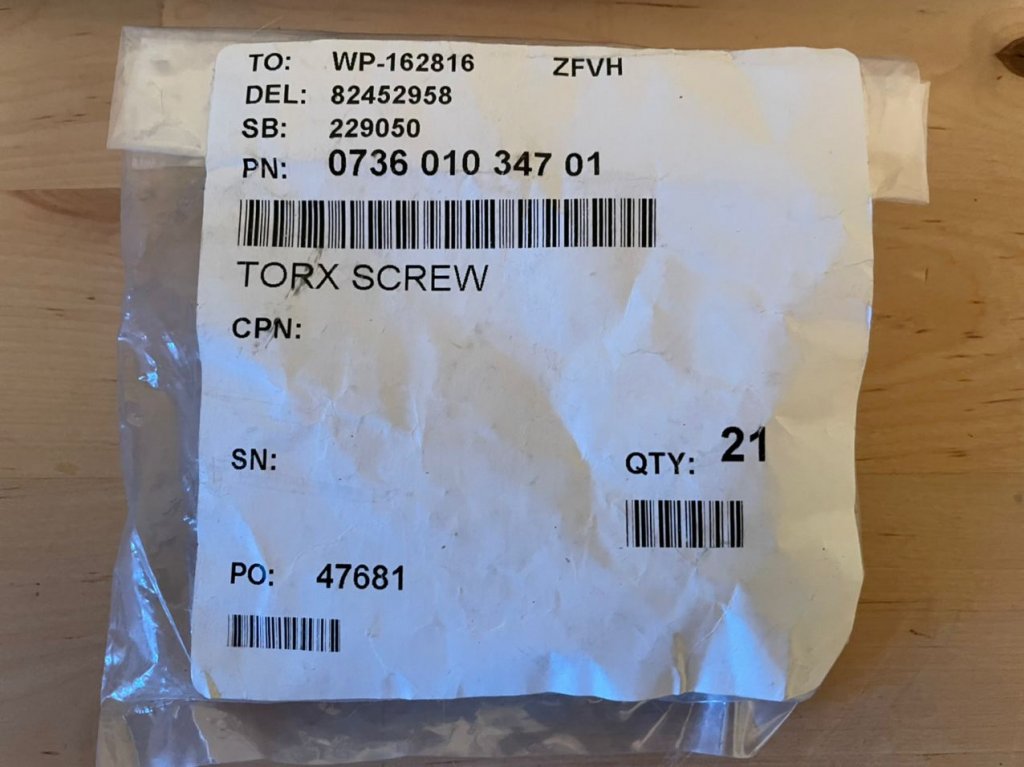 TO: WP-162816 ZFVH
DEL: 82452958
SB: 229050
PN: 0736 010 347 01
TORX SCREW
CPN:
SN:
QTY: 21
PO: 47681